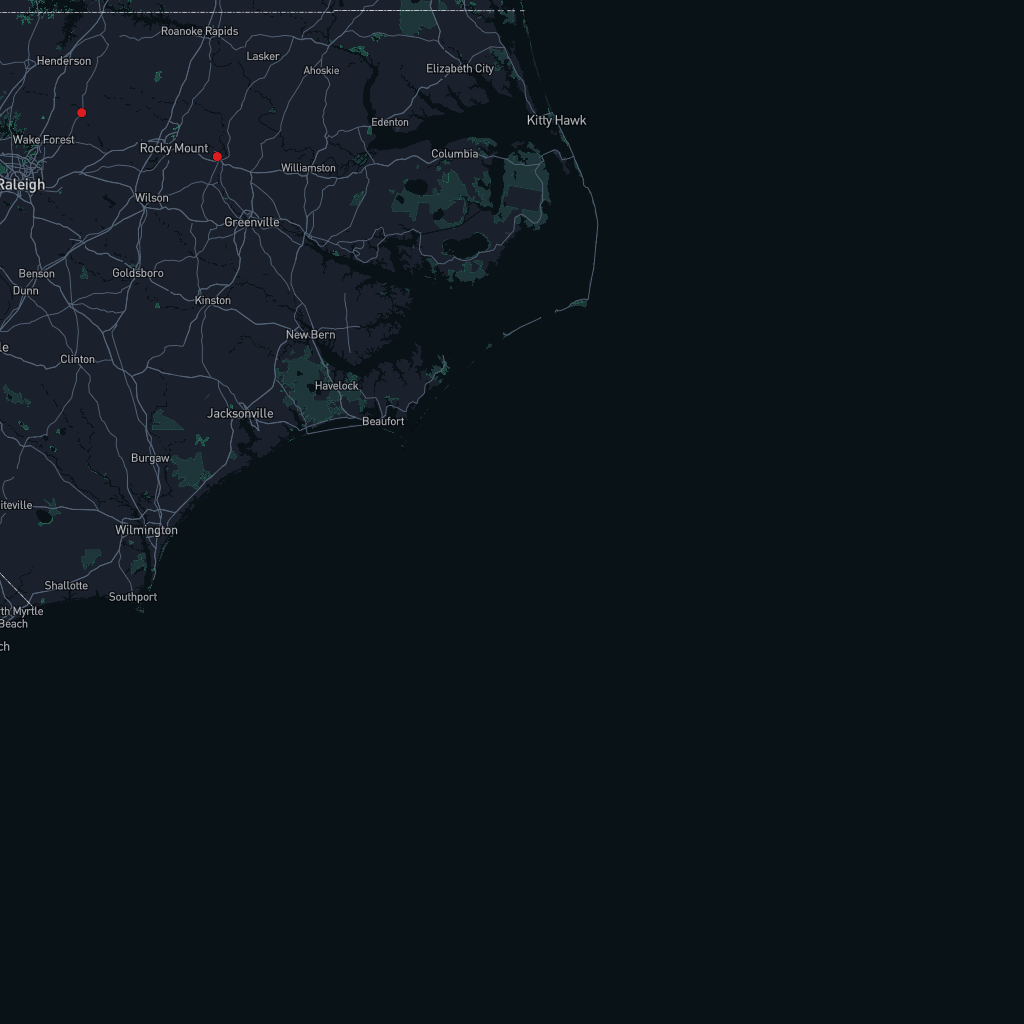 Roanoke Rapids
Lasker
Henderson
Ahoskie
Elizabeth City
Kitty Hawk
Edenton
Wake Forest
Rocky Mount
Columbia
Williamston
Raleigh
Wilson
Greenville
Benson
Goldsboro
Dunn
Kinston
New Bern
le
Clinton
Havelock
Jacksonville
Beaufort
Burgaw
iteville
Wilmington
Shallotte
Southport
th Myrtle
Beach
ch